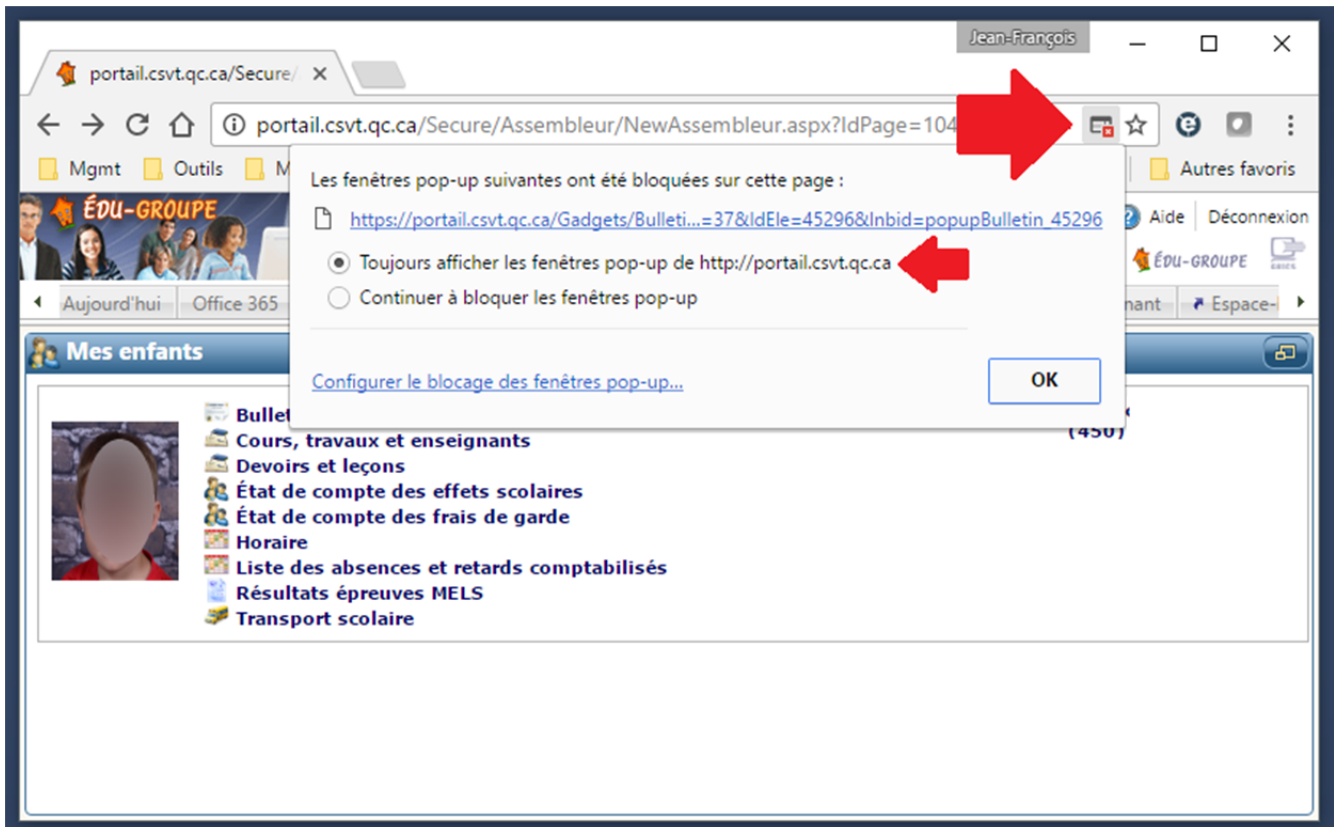 Jean-François
portail.csvt.qc.ca/Secure/
portail.csvt.qc.ca/Secure/Assembleur/NewAssembleur.aspx?IdPage=104
Mgmt Outils M Autres favoris
Les fenêtres pop-up suivantes ont été bloquées sur cette page :
https://portail.csvt.qc.ca/Gadgets/Bulleti...=37&IdEle=45296&Inbid=popupBulletin_45296
Toujours afficher les fenêtres pop-up de http://portail.csvt.qc.ca
Continuer à bloquer les fenêtres pop-up
Configurer le blocage des fenêtres pop-up...
OK
ÉDU-GROUPE
Aide Déconnexion
ÉDU-GROUPE
Aujourd'hui Office 365 nant Espace-
Mes enfants
Bullet
(450)
Cours, travaux et enseignants
Devoirs et leçons
État de compte des effets scolaires
État de compte des frais de garde
Horaire
Liste des absences et retards comptabilisés
Résultats épreuves MELS
Transport scolaire